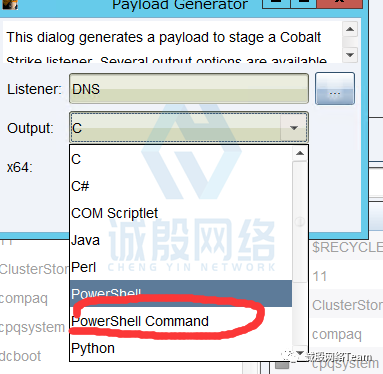 Payload Generator
This dialog generates a payload to stage a Cobalt
Strike listener. Several output options are available
Listener: DNS ...
Output: C
x64:
C
C#
COM Scriptlet
Java
Perl
PowerShell
PowerShell Command
Python
诚殷网络
CHENG YIN NETWORK
11
ClusterStor
compaq
cpqsystem
dcboot
$RECYCLE
11
ClusterStor
compaq
cpqsystem
诚殷网络Team